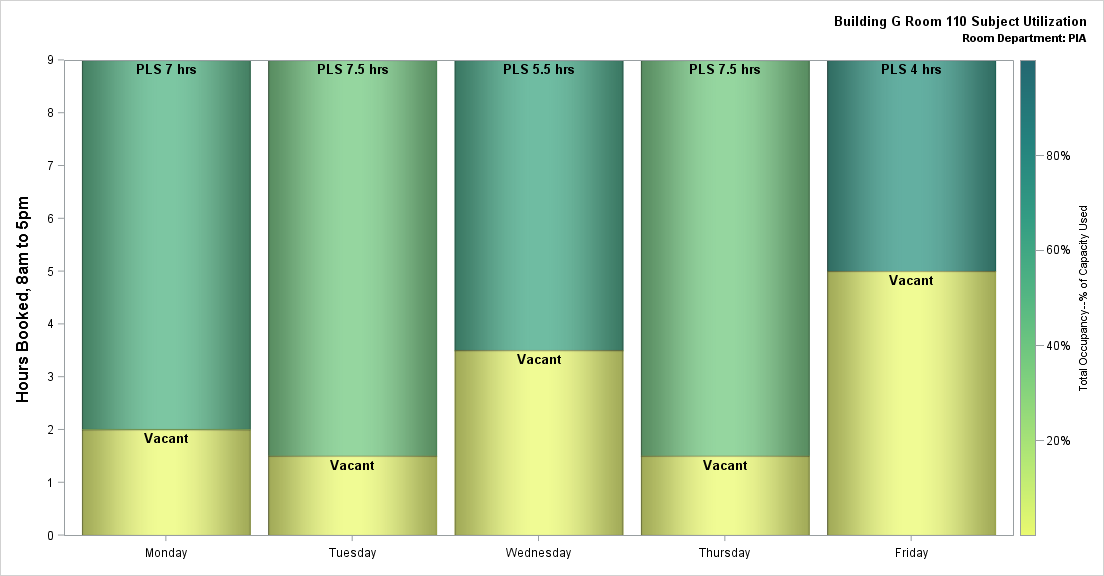 Building G Room 110 Subject Utilization
Room Department: PIA
Hours Booked, 8am to 5pm
9
8
7
6
5
4
3
2
1
0
PLS 7 hrs
PLS 7.5 hrs
PLS 5.5 hrs
PLS 7.5 hrs
PLS 4 hrs
Vacant
Vacant
Vacant
Vacant
Vacant
Monday
Tuesday
Wednesday
Thursday
Friday
80%
60%
40%
20%
Total Occupancy--% of Capacity Used